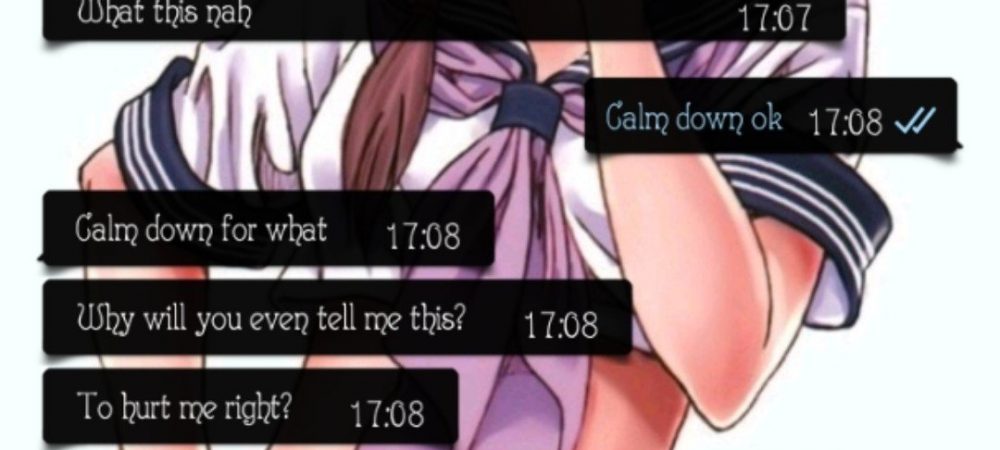 What this nah 17:07
Calm down ok 17:08
Calm down for what 17:08
Why will you even tell me this? 17:08
To hurt me right? 17:08